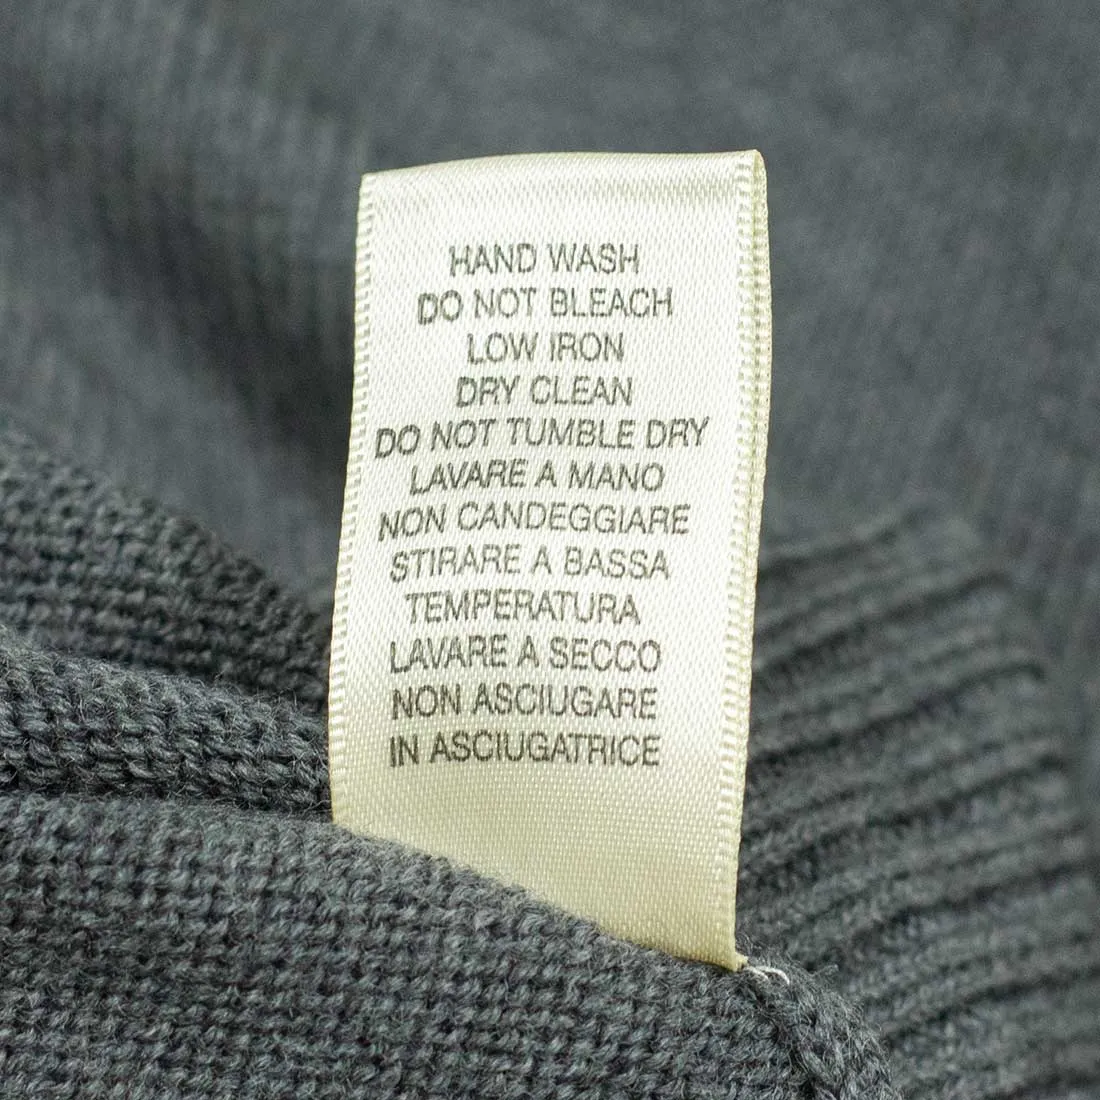 HAND WASH
DO NOT BLEACH
LOW IRON
DRY CLEAN
DO NOT TUMBLE DRY
LAVARE A MANO
NON CANDEGGIARE
STIRARE A BASSA
TEMPERATURA
LAVARE A SECCO
NON ASCIUGARE
IN ASCIUGATRICE